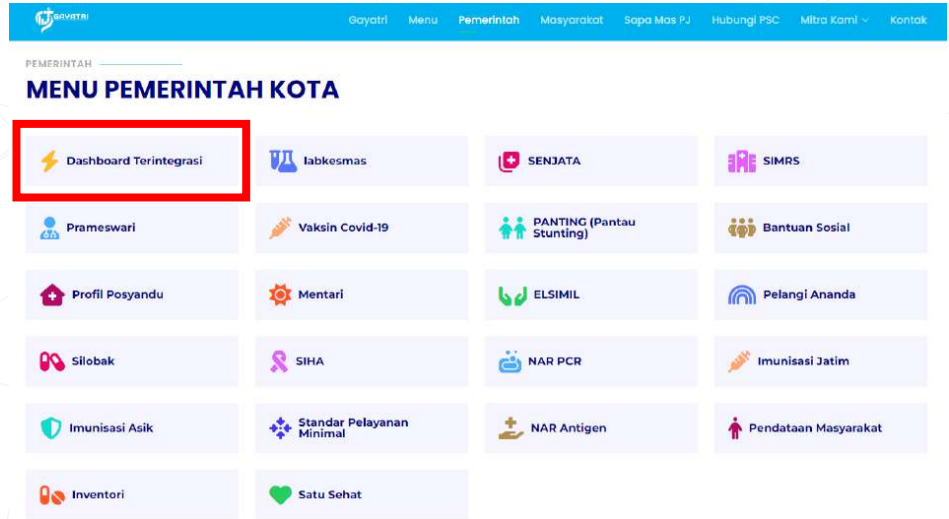 GAYATRI
Gayatri Menu Pemerintah Masyarakat Sapa Mas PJ Hubungi PSC Mitra Kami Kontak
PEMERINTAH
MENU PEMERINTAH KOTA
Dashboard Terintegrasi
labkesmas
SENJATA
SIMRS
Prameswari
Vaksin Covid-19
PANTING (Pantau
Stunting)
Bantuan Sosial
Profil Posyandu
Mentari
ELSIMIL
Pelangi Ananda
Silobak
SIHA
NAR PCR
Imunisasi Jatim
Imunisasi Asik
Standar Pelayanan
Minimal
NAR Antigen
Pendataan Masyarakat
Inventori
Satu Sehat